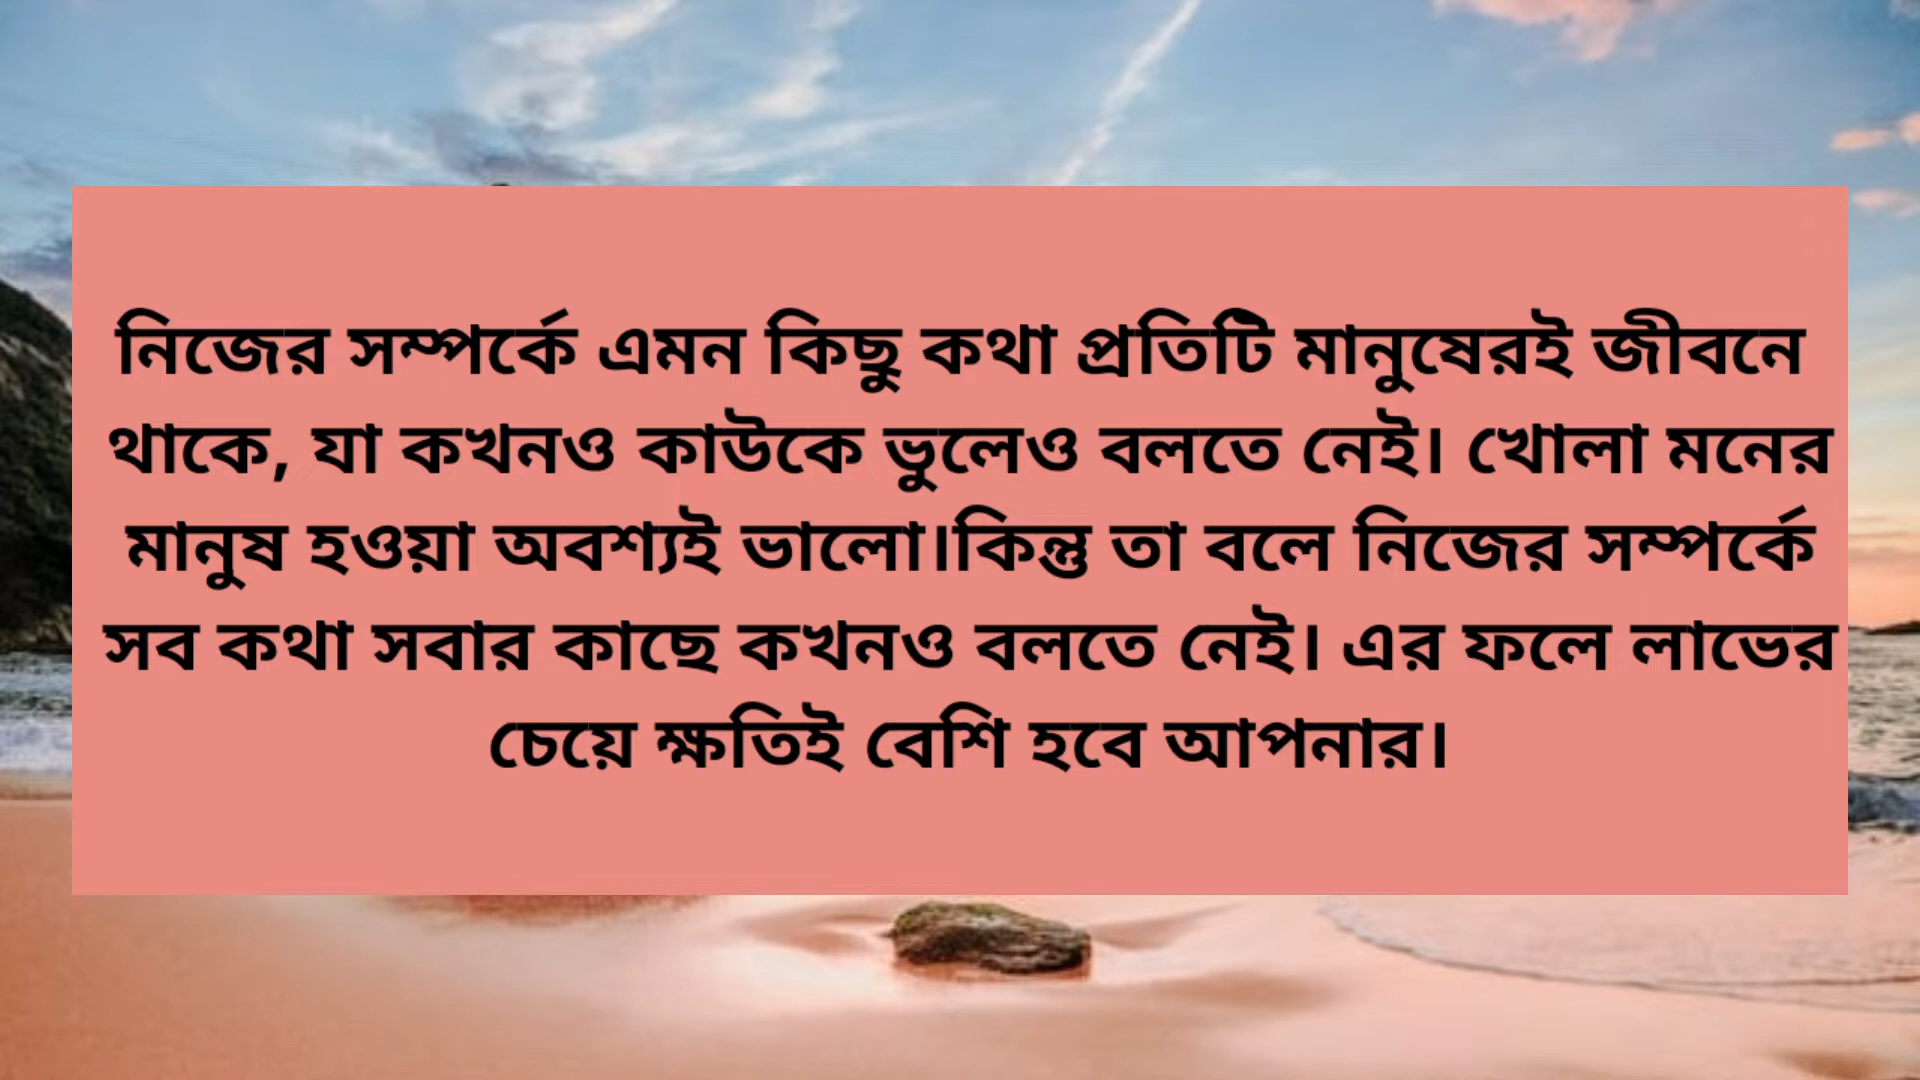 নিজের সম্পর্কে এমন কিছু কথা প্রতিটি মানুষেরই জীবনে
থাকে, যা কখনও কাউকে ভুলেও বলতে নেই। খোলা মনের
মানুষ হওয়া অবশ্যই ভালো।কিন্তু তা বলে নিজের সম্পর্কে
সব কথা সবার কাছে কখনও বলতে নেই। এর ফলে লাভের
চেয়ে ক্ষতিই বেশি হবে আপনার।